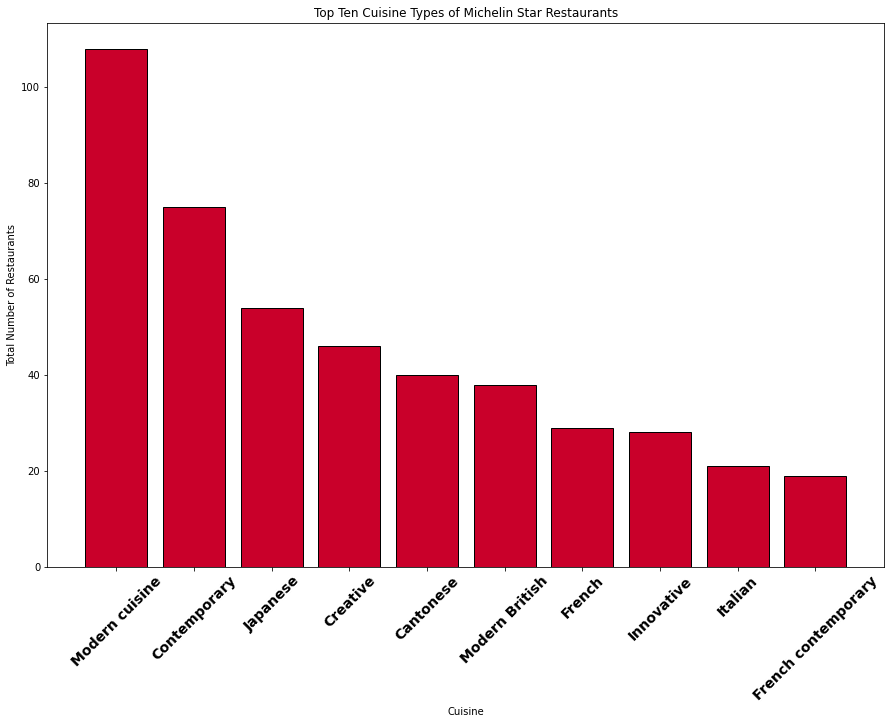 Top Ten Cuisine Types of Michelin Star Restaurants
Total Number of Restaurants
100
80
60
40
20
0
Modern cuisine
Contemporary
Japanese
Creative
Cantonese
Modern British
French
Innovative
Italian
French contemporary
Cuisine